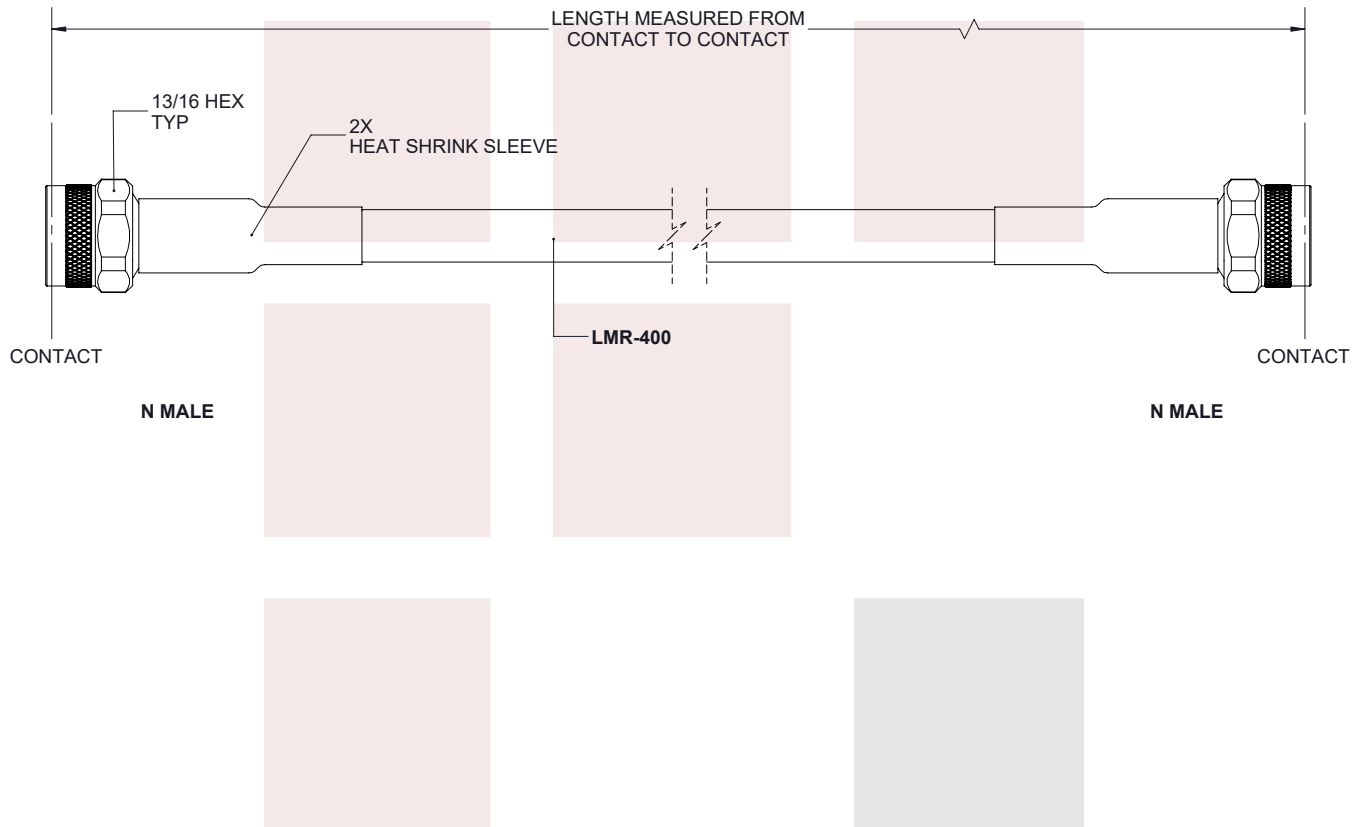 LENGTH MEASURED FROM
CONTACT TO CONTACT
13/16 HEX
TYP
2X
HEAT SHRINK SLEEVE
LMR-400
CONTACT
CONTACT
N MALE
N MALE